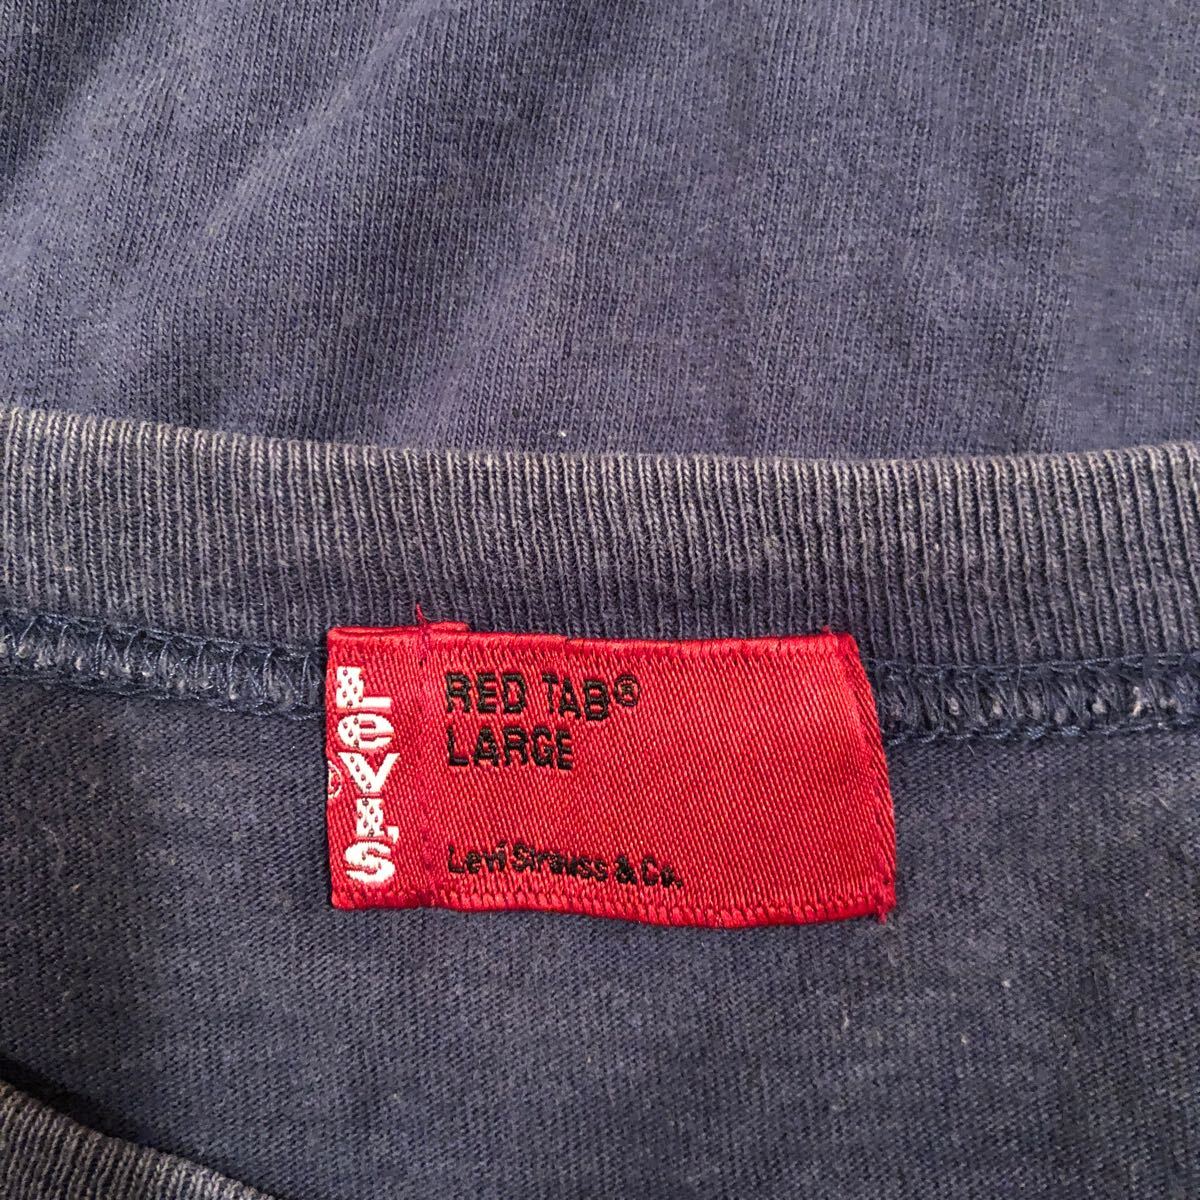 LEVI'S
®
RED TAB®
LARGE
Levi Strauss & Co.